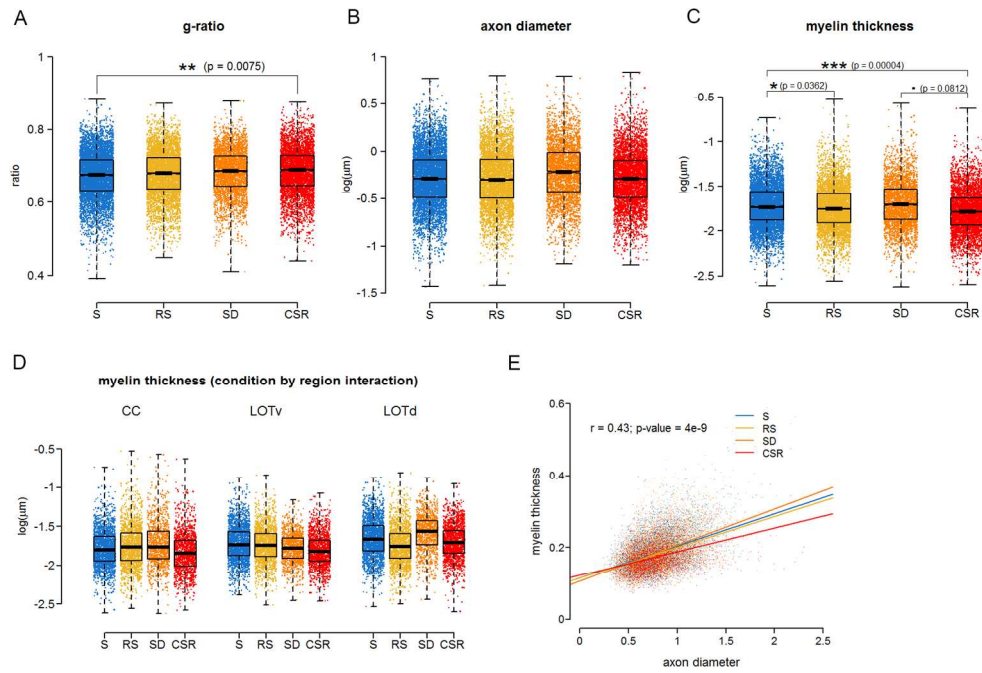 A
g-ratio
** (p = 0.0075)
1
0.8
0.6
0.4
ratio
S RS SD CSR
B
axon diameter
1
0.5
0
-0.5
-1
-1.5
log(um)
S RS SD CSR
C
myelin thickness
*** (p = 0.00004)
* (p = 0.0362)
• (p = 0.0812)
-0.5
-1
-1.5
-2
-2.5
log(um)
S RS SD CSR
D
myelin thickness (condition by region interaction)
CC LOTv LOTd
-0.5
-1
-1.5
-2
-2.5
log(um)
S RS SD CSR S RS SD CSR S RS SD CSR
E
r = 0.43; p-value = 4e-9
S
RS
SD
CSR
0.6
0.4
0.2
0
myelin thickness
0 0.5 1 1.5 2 2.5
axon diameter